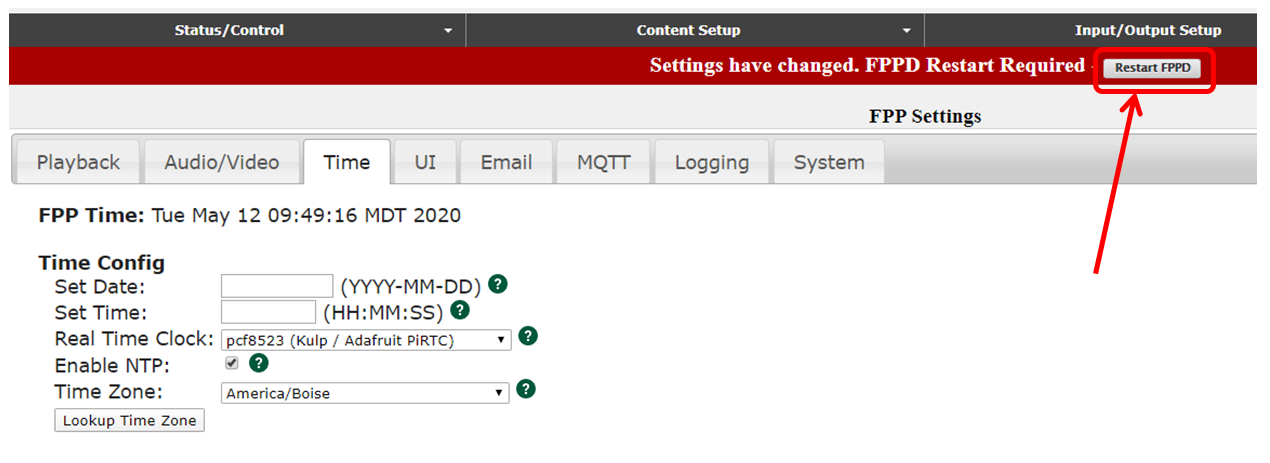 Status/Control Content Setup Input/Output Setup
Settings have changed. FPPD Restart Required - Restart FPPD
FPP Settings
Playback Audio/Video Time UI Email MQTT Logging System
FPP Time: Tue May 12 09:49:16 MDT 2020
Time Config
Set Date: (YYYY-MM-DD) ?
Set Time: (HH:MM:SS) ?
Real Time Clock: pcf8523 (Kulp / Adafruit PiRTC) ?
Enable NTP: ?
Time Zone: America/Boise ?
Lookup Time Zone